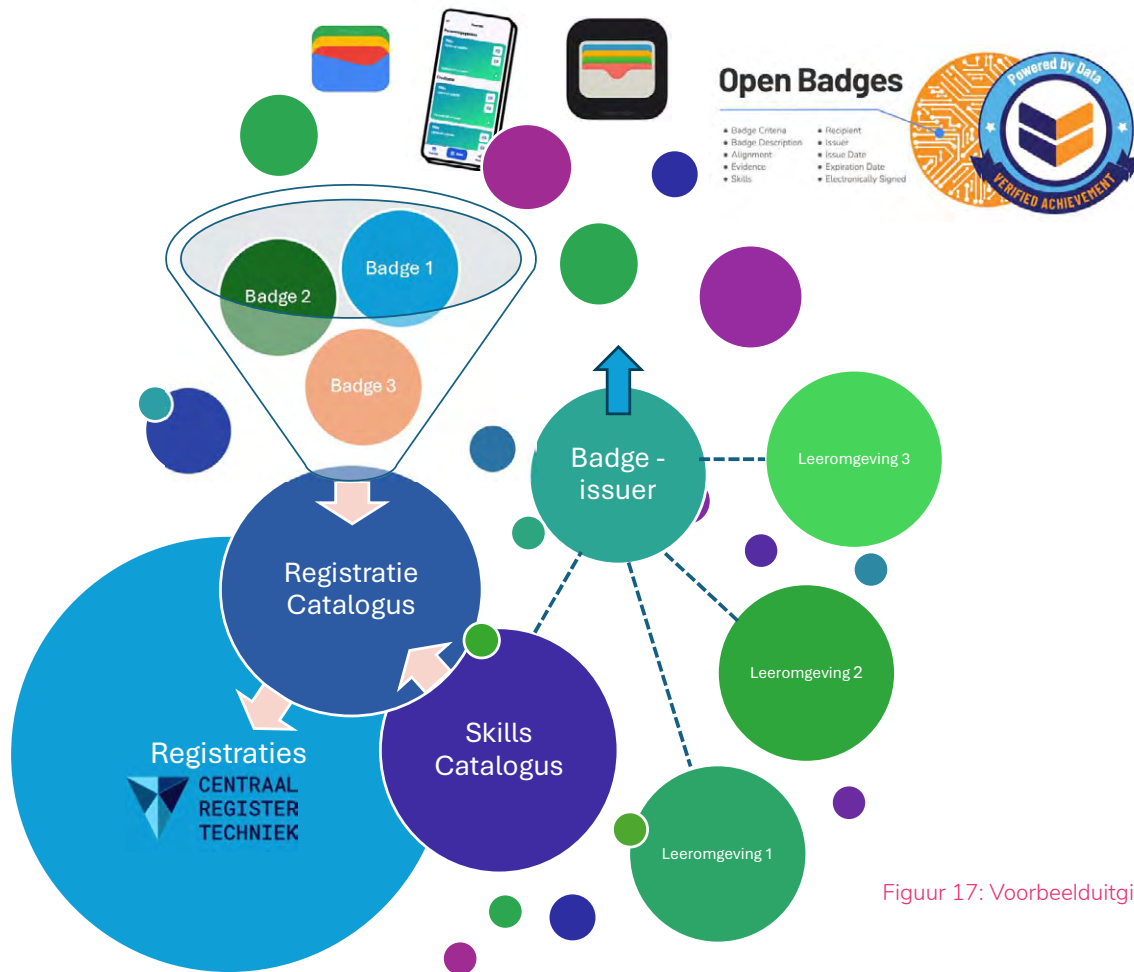 Open Badges
Badge Criteria
Badge Description
Alignment
Evidence
Skills
Recipient
Issuer
Issue Date
Expiration Date
Electronically Signed
Powered by Data
VERIFIED ACHIEVEMENT
Badge 1
Badge 2
Badge 3
Badge -
issuer
Leeromgeving 3
Registratie
Catalogus
Leeromgeving 2
Skills
Catalogus
Registraties
CENTRAAL
REGISTER
TECHNIEK
Leeromgeving 1
Figuur 17: Voorbeelduitgi